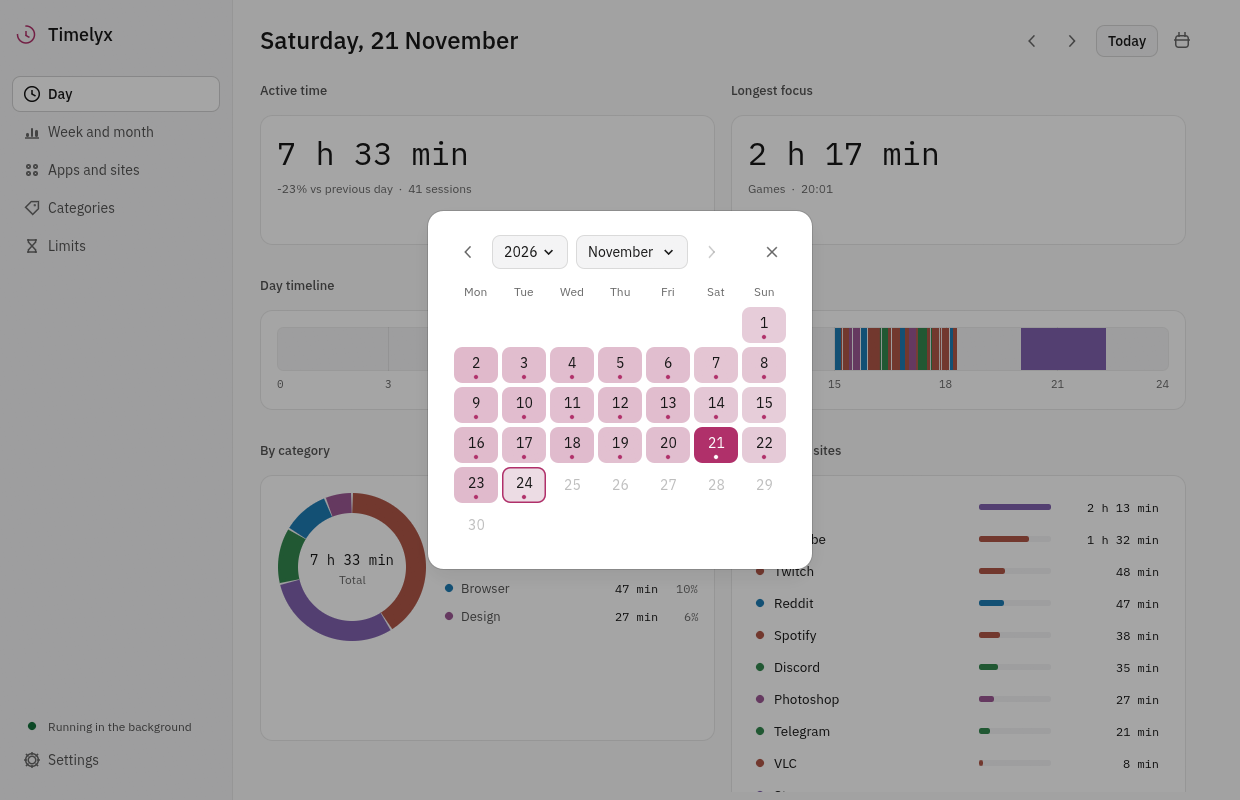 Timelyx
Day
Week and month
Apps and sites
Categories
Limits
Running in the background
Settings
Saturday, 21 November
Today
Active time
7 h 33 min
-23% vs previous day · 41 sessions
Longest focus
2 h 17 min
Games · 20:01
Day timeline
0 3 15 18 21 24
2026 November
Mon Tue Wed Thu Fri Sat Sun
1
2 3 4 5 6 7 8
9 10 11 12 13 14 15
16 17 18 19 20 21 22
23 24 25 26 27 28 29
30
By category
7 h 33 min
Total
Browser 47 min 10%
Design 27 min 6%
sites
2 h 13 min
be 1 h 32 min
Twitch 48 min
Reddit 47 min
Spotify 38 min
Discord 35 min
Photoshop 27 min
Telegram 21 min
VLC 8 min